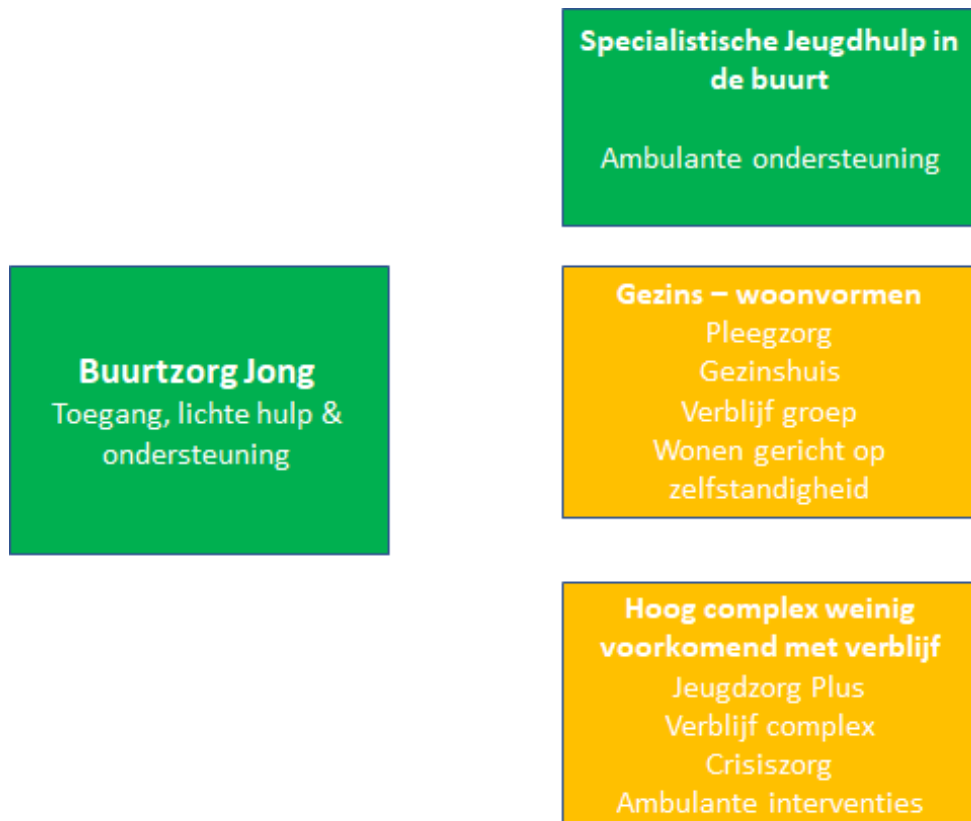 Specialistische Jeugdhulp in
de buurt
Ambulante ondersteuning
Buurtzorg Jong
Toegang, lichte hulp &
ondersteuning
Gezins – woonvormen
Pleegzorg
Gezinshuis
Verblijf groep
Wonen gericht op
zelfstandigheid
Hoog complex weinig
voorkomend met verblijf
Jeugdzorg Plus
Verblijf complex
Crisiszorg
Ambulante interventies